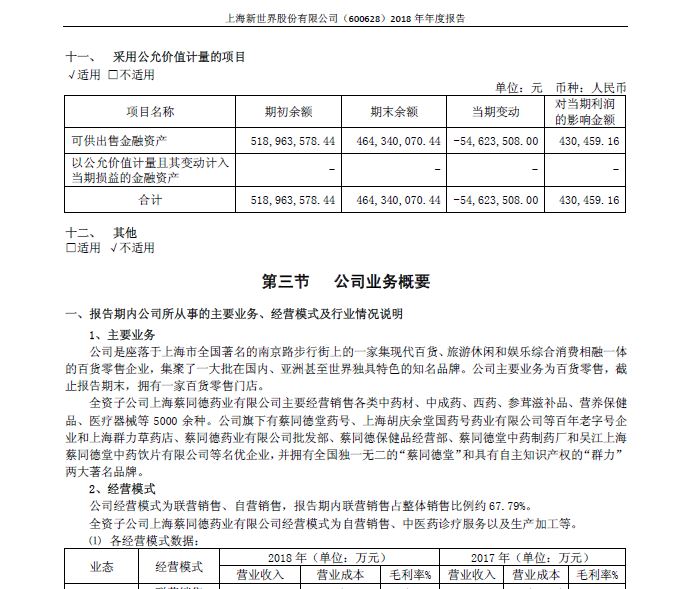 上海新世界股份有限公司（600628）2018 年年度报告
十一、 采用公允价值计量的项目
√适用 □不适用
单位：元 币种：人民币
项目名称 期初余额 期末余额 当期变动 对当期利润的影响金额
可供出售金融资产 518,963,578.44 464,340,070.44 -54,623,508.00 430,459.16
以公允价值计量且其变动计入当期损益的金融资产 - - - -
合计 518,963,578.44 464,340,070.44 -54,623,508.00 430,459.16
十二、 其他
□适用 √不适用
第三节 公司业务概要
一、报告期内公司所从事的主要业务、经营模式及行业情况说明
1、主要业务
公司是座落于上海市全国著名的南京路步行街上的一家集现代百货、旅游休闲和娱乐综合消费相融一体
的百货零售企业，集聚了一大批在国内、亚洲甚至世界独具特色的知名品牌。公司主要业务为百货零售，截
止报告期末，拥有一家百货零售门店。
全资子公司上海蔡同德药业有限公司主要经营销售各类中药材、中成药、西药、参茸滋补品、营养保健
品、医疗器械等 5000 余种。公司旗下有蔡同德堂药号、上海胡庆余堂国药号药业有限公司等百年老字号企
业和上海群力草药店、蔡同德药业有限公司批发部、蔡同德保健品经营部、蔡同德堂中药制药厂和吴江上海
蔡同德堂中药饮片有限公司等名优企业，并拥有全国独一无二的“蔡同德堂”和具有自主知识产权的“群力”
两大著名品牌。
2、经营模式
公司经营模式为联营销售、自营销售，报告期内联营销售占整体销售比例约 67.79%。
全资子公司上海蔡同德药业有限公司经营模式为自营销售、中医药诊疗服务以及生产加工等。
⑴ 各经营模式数据：
业态 经营模式 2018 年（单位：万元） 2017 年（单位：万元）
营业收入 营业成本 毛利率% 营业收入 营业成本 毛利率%